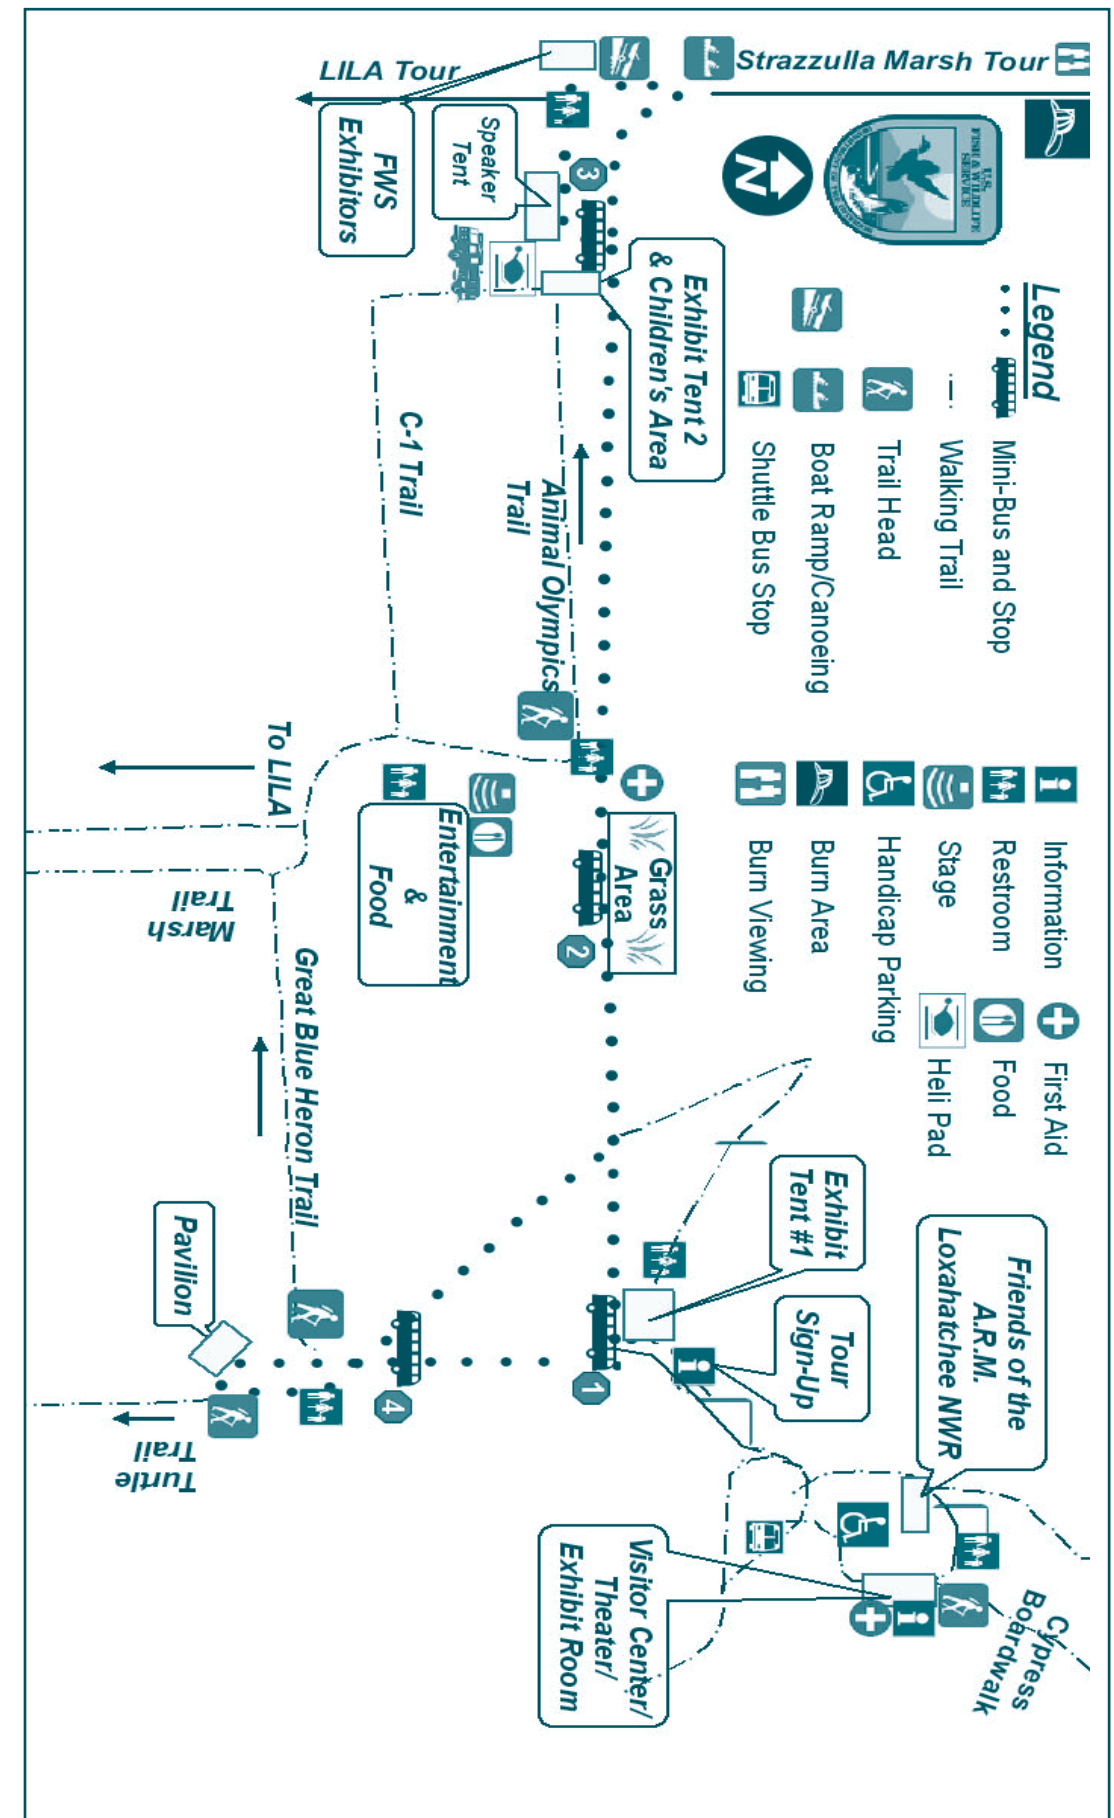 Strazzulla Marsh Tour
LILA Tour
FWS
Exhibitors
Speaker
Tent
3
N
U.S.
FISH & WILDLIFE
SERVICE
Exhibit Tent 2
& Children's Area
Legend
Mini-Bus and Stop
Walking Trail
Trail Head
Boat Ramp/Canoeing
Shuttle Bus Stop
Information
Restroom
Stage
Handicap Parking
Burn Area
Burn Viewing
First Aid
Food
Heli Pad
C-1 Trail
Animal Olympics
Trail
To LILA
Marsh
Trail
Entertainment
&
Food
Grass
Area
2
Great Blue Heron Trail
Pavilion
Turtle
Trail
4
1
Exhibit
Tent #1
Tour
Sign-Up
Friends of the
A.R.M.
Loxahatchee NWR
Visitor Center/
Theater/
Exhibit Room
Cypress
Boardwalk